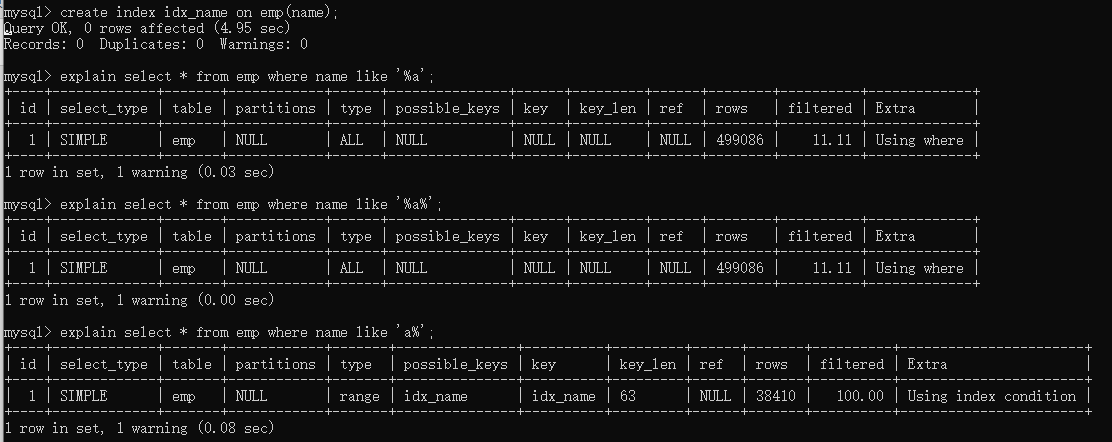 mysql> create index idx_name on emp(name);
Query OK, 0 rows affected (4.95 sec)
Records: 0  Duplicates: 0  Warnings: 0
mysql> explain select * from emp where name like '%a';
+----+-------------+-------+------------+------+---------------+------+---------+------+--------+----------+-------------+
| id | select_type | table | partitions | type | possible_keys | key  | key_len | ref  | rows   | filtered | Extra       |
+----+-------------+-------+------------+------+---------------+------+---------+------+--------+----------+-------------+
|  1 | SIMPLE      | emp   | NULL       | ALL  | NULL          | NULL | NULL    | NULL | 499086 |    11.11 | Using where |
+----+-------------+-------+------------+------+---------------+------+---------+------+--------+----------+-------------+
1 row in set, 1 warning (0.03 sec)
mysql> explain select * from emp where name like '%a%';
+----+-------------+-------+------------+------+---------------+------+---------+------+--------+----------+-------------+
| id | select_type | table | partitions | type | possible_keys | key  | key_len | ref  | rows   | filtered | Extra       |
+----+-------------+-------+------------+------+---------------+------+---------+------+--------+----------+-------------+
|  1 | SIMPLE      | emp   | NULL       | ALL  | NULL          | NULL | NULL    | NULL | 499086 |    11.11 | Using where |
+----+-------------+-------+------------+------+---------------+------+---------+------+--------+----------+-------------+
1 row in set, 1 warning (0.00 sec)
mysql> explain select * from emp where name like 'a%';
+----+-------------+-------+------------+-------+---------------+----------+---------+------+-------+----------+-----------------------+
| id | select_type | table | partitions | type  | possible_keys | key      | key_len | ref  | rows  | filtered | Extra                 |
+----+-------------+-------+------------+-------+---------------+----------+---------+------+-------+----------+-----------------------+
|  1 | SIMPLE      | emp   | NULL       | range | idx_name      | idx_name | 63      | NULL | 38410 |   100.00 | Using index condition |
+----+-------------+-------+------------+-------+---------------+----------+---------+------+-------+----------+-----------------------+
1 row in set, 1 warning (0.08 sec)